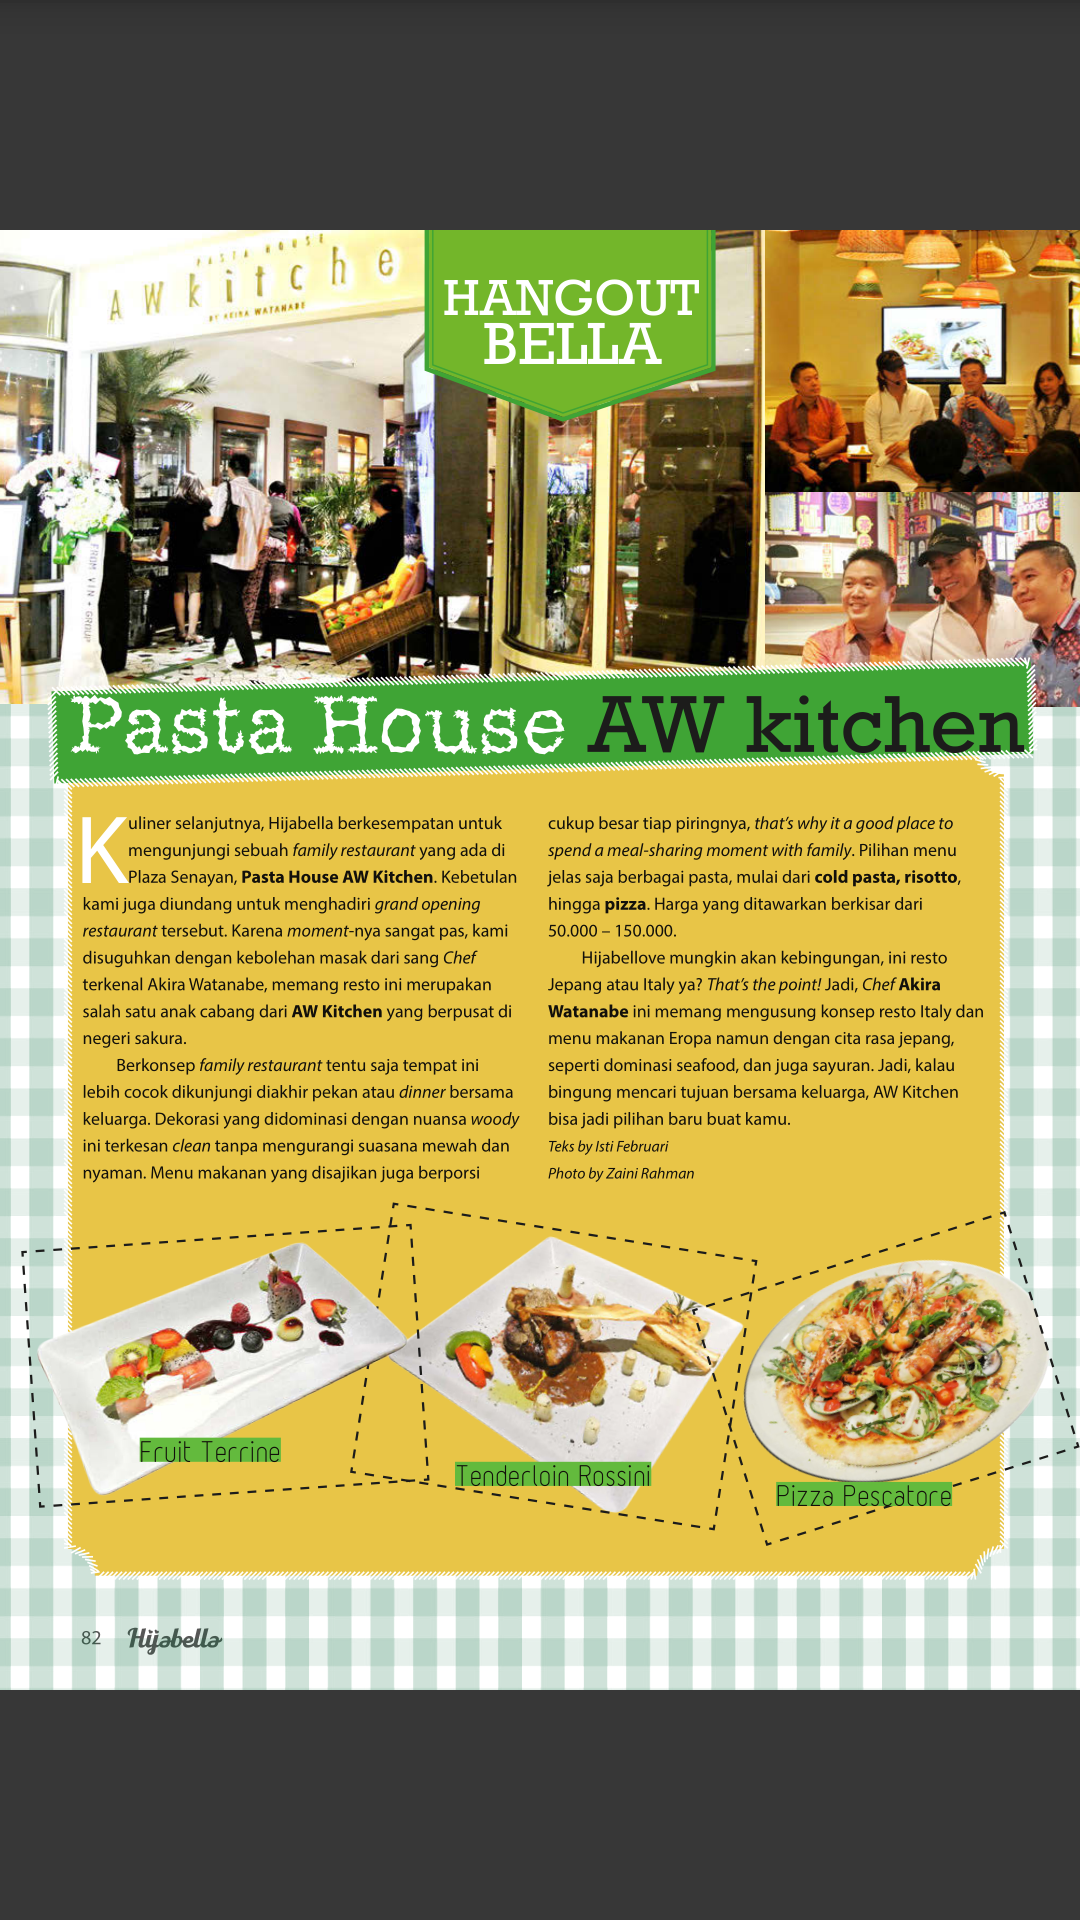 PASTA HOUSE
AWkitche
BY AKIRA WATANABE
HANGOUT
BELLA
FROM VIN + GROUP
Pasta House AW kitchen
Kuliner selanjutnya, Hijabella berkesempatan untuk
mengunjungi sebuah family restaurant yang ada di
Plaza Senayan, Pasta House AW Kitchen. Kebetulan
kami juga diundang untuk menghadiri grand opening
restaurant tersebut. Karena moment-nya sangat pas, kami
disuguhkan dengan kebolehan masak dari sang Chef
terkenal Akira Watanabe, memang resto ini merupakan
salah satu anak cabang dari AW Kitchen yang berpusat di
negeri sakura.
Berkonsep family restaurant tentu saja tempat ini
lebih cocok dikunjungi diakhir pekan atau dinner bersama
keluarga. Dekorasi yang didominasi dengan nuansa woody
ini terkesan clean tanpa mengurangi suasana mewah dan
nyaman. Menu makanan yang disajikan juga berporsi
cukup besar tiap piringnya, that's why it a good place to
spend a meal-sharing moment with family. Pilihan menu
jelas saja berbagai pasta, mulai dari cold pasta, risotto,
hingga pizza. Harga yang ditawarkan berkisar dari
50.000 – 150.000.
Hijabellove mungkin akan kebingungan, ini resto
Jepang atau Italy ya? That's the point! Jadi, Chef Akira
Watanabe ini memang mengusung konsep resto Italy dan
menu makanan Eropa namun dengan cita rasa jepang,
seperti dominasi seafood, dan juga sayuran. Jadi, kalau
bingung mencari tujuan bersama keluarga, AW Kitchen
bisa jadi pilihan baru buat kamu.
Teks by Isti Februari
Photo by Zaini Rahman
Fruit Terrine
Tenderloin Rossini
Pizza Pescatore
82 Hijabella